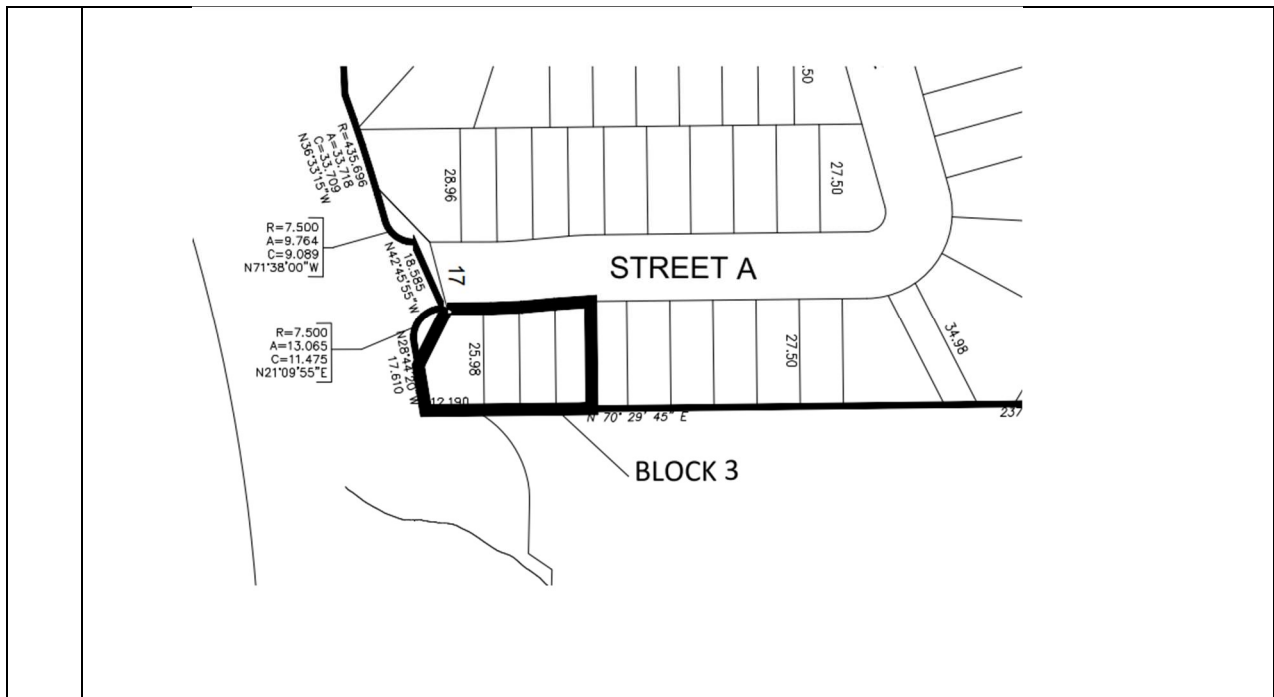 .50
R=435.696
A=33.718
C=33.709
N36°33'15"W
28.96
27.50
R=7.500
A=9.764
C=9.089
N71°38'00"W
18.585
N42°45'55"W
17
STREET A
R=7.500
A=13.065
C=11.475
N21°09'55"E
N28°44'20"W
17.610
25.98
27.50
34.98
12.190
N 70° 29' 45" E
237
BLOCK 3